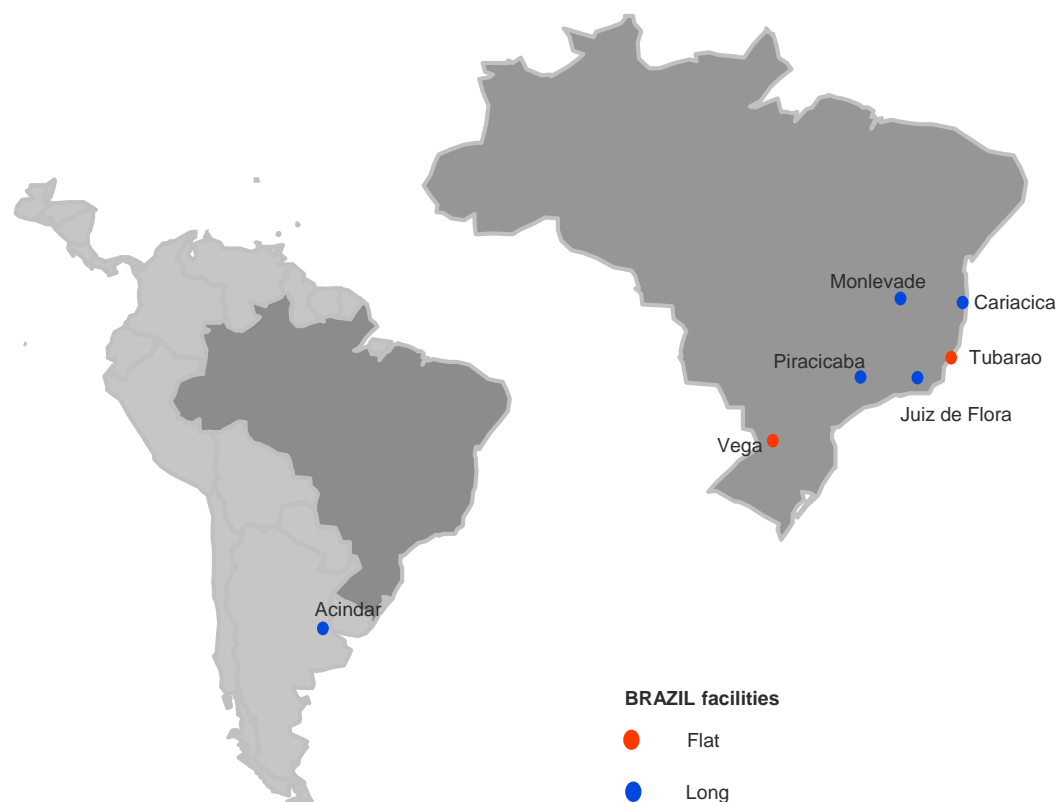 Monlevade
Cariacica
Tubarao
Piracicaba
Juiz de Flora
Vega
Acindar
BRAZIL facilities
Flat
Long